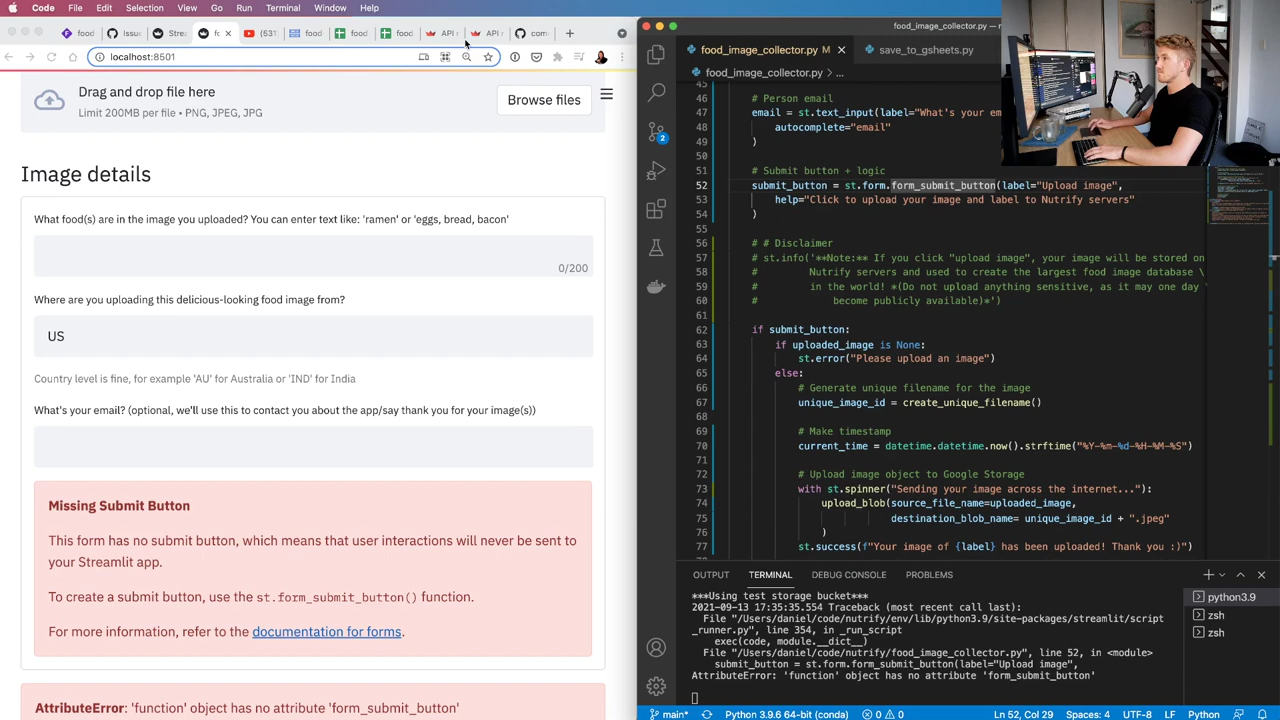 Code File Edit Selection View Go Run Terminal Window Help
food Issu Stre fo (531 food food food API API com
localhost:8501
Drag and drop file here
Limit 200MB per file • PNG, JPEG, JPG
Browse files
Image details
What food(s) are in the image you uploaded? You can enter text like: 'ramen' or 'eggs, bread, bacon'
0/200
Where are you uploading this delicious-looking food image from?
US
Country level is fine, for example 'AU' for Australia or 'IND' for India
What's your email? (optional, we'll use this to contact you about the app/say thank you for your image(s))
Missing Submit Button
This form has no submit button, which means that user interactions will never be sent to
your Streamlit app.
To create a submit button, use the st.form_submit_button() function.
For more information, refer to the documentation for forms.
AttributeError: 'function' object has no attribute 'form_submit_button'
food_image_collector.py —
food_image_collector.py M save_to_gsheets.py
food_image_collector.py > ...
45
46 # Person email
47 email = st.text_input(label="What's your em
48 autocomplete="email"
49 )
50
51 # Submit button + logic
52 submit_button = st.form.form_submit_button(label="Upload image",
53 help="Click to upload your image and label to Nutrify servers"
54 )
55
56 # # Disclaimer
57 # st.info('**Note:** If you click "upload image", your image will be stored on
58 # Nutrify servers and used to create the largest food image database \
59 # in the world! *(Do not upload anything sensitive, as it may one day \
60 # become publicly available)*')
61
62 if submit_button:
63 if uploaded_image is None:
64 st.error("Please upload an image")
65 else:
66 # Generate unique filename for the image
67 unique_image_id = create_unique_filename()
68
69 # Make timestamp
70 current_time = datetime.datetime.now().strftime("%Y-%m-%d-%H-%M-%S")
71
72 # Upload image object to Google Storage
73 with st.spinner("Sending your image across the internet..."):
74 upload_blob(source_file_name=uploaded_image,
75 destination_blob_name= unique_image_id + ".jpeg"
76 )
77 st.success(f"Your image of {label} has been uploaded! Thank you :)")
OUTPUT TERMINAL DEBUG CONSOLE PROBLEMS
***Using test storage bucket***
2021-09-13 17:35:35.554 Traceback (most recent call last):
File "/Users/daniel/code/nutrify/env/lib/python3.9/site-packages/streamlit/script
_runner.py", line 354, in _run_script
exec(code, module.__dict__)
File "/Users/daniel/code/nutrify/food_image_collector.py", line 52, in <module>
submit_button = st.form.form_submit_button(label="Upload image",
AttributeError: 'function' object has no attribute 'form_submit_button'
python3.9
zsh
zsh
2
main* Python 3.9.6 64-bit (conda) 0 0 Ln 52, Col 29 Spaces: 4 UTF-8 LF Python